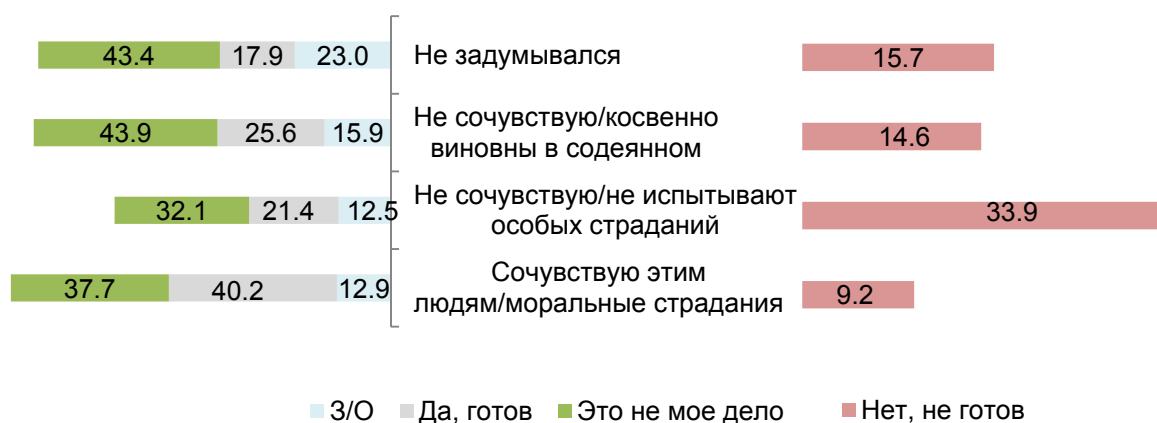 43.4 17.9 23.0 Не задумывался 15.7
43.9 25.6 15.9 Не сочувствую/косвенно
виновны в содеянном 14.6
32.1 21.4 12.5 Не сочувствую/не испытывают
особых страданий 33.9
37.7 40.2 12.9 Сочувствую этим
людям/моральные страдания 9.2
З/О Да, готов Это не мое дело Нет, не готов